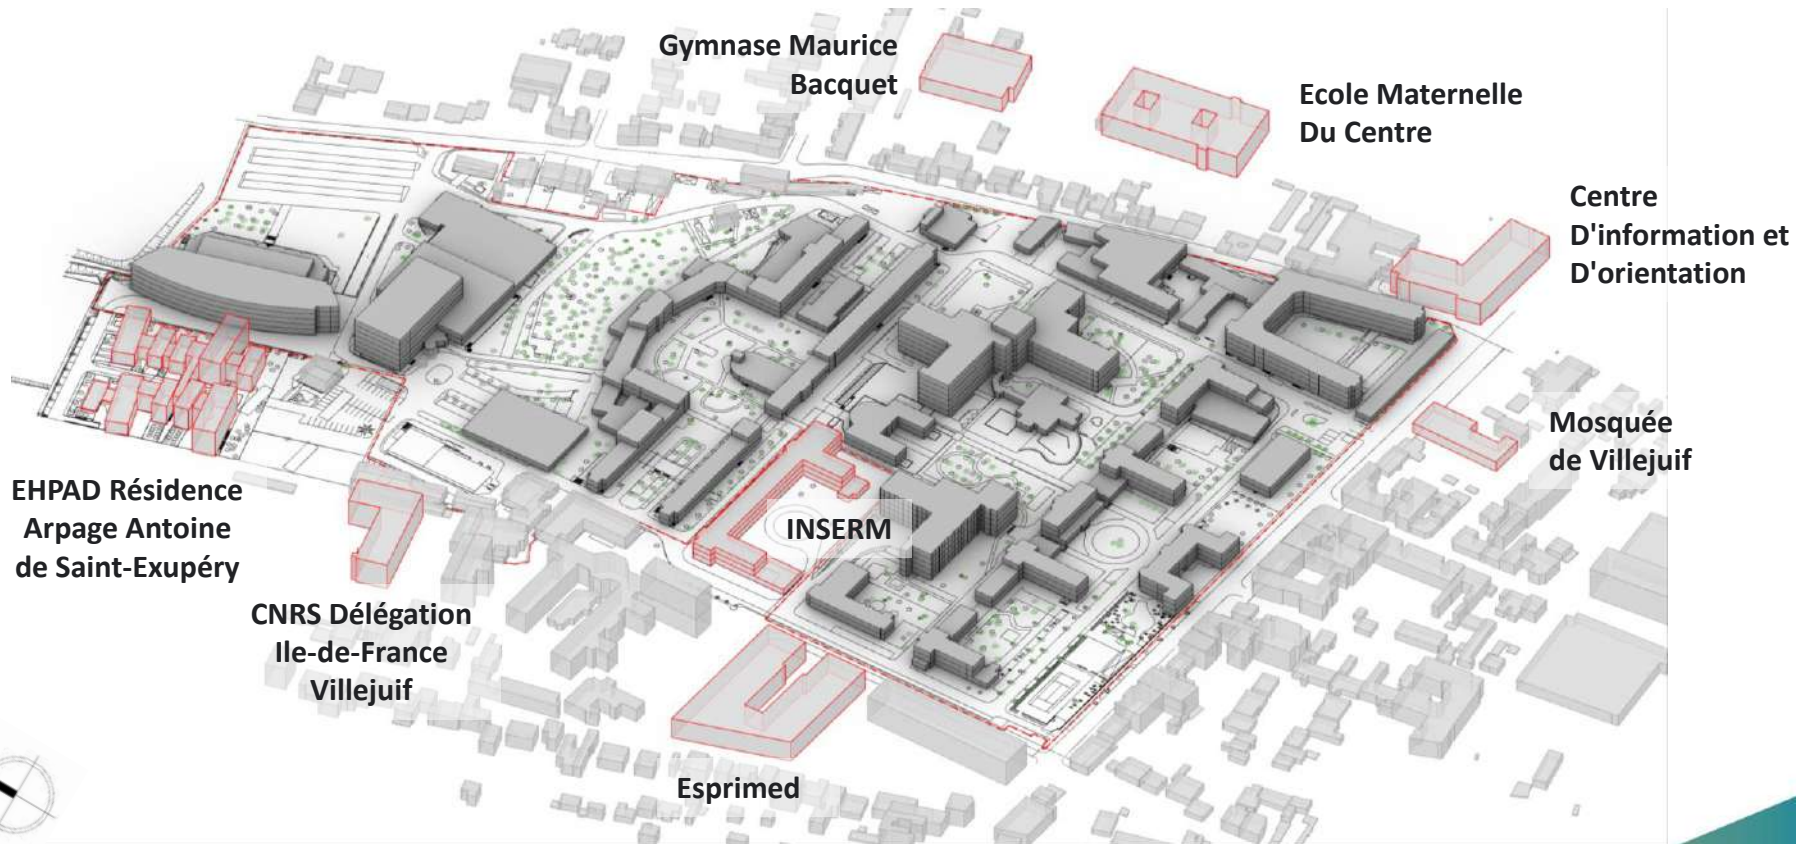 Gymnase Maurice
Bacquet
Ecole Maternelle
Du Centre
Centre
D'information et
D'orientation
Mosquée
de Villejuif
EHPAD Résidence
Arpage Antoine
de Saint-Exupéry
INSERM
CNRS Délégation
Ile-de-France
Villejuif
Esprimed